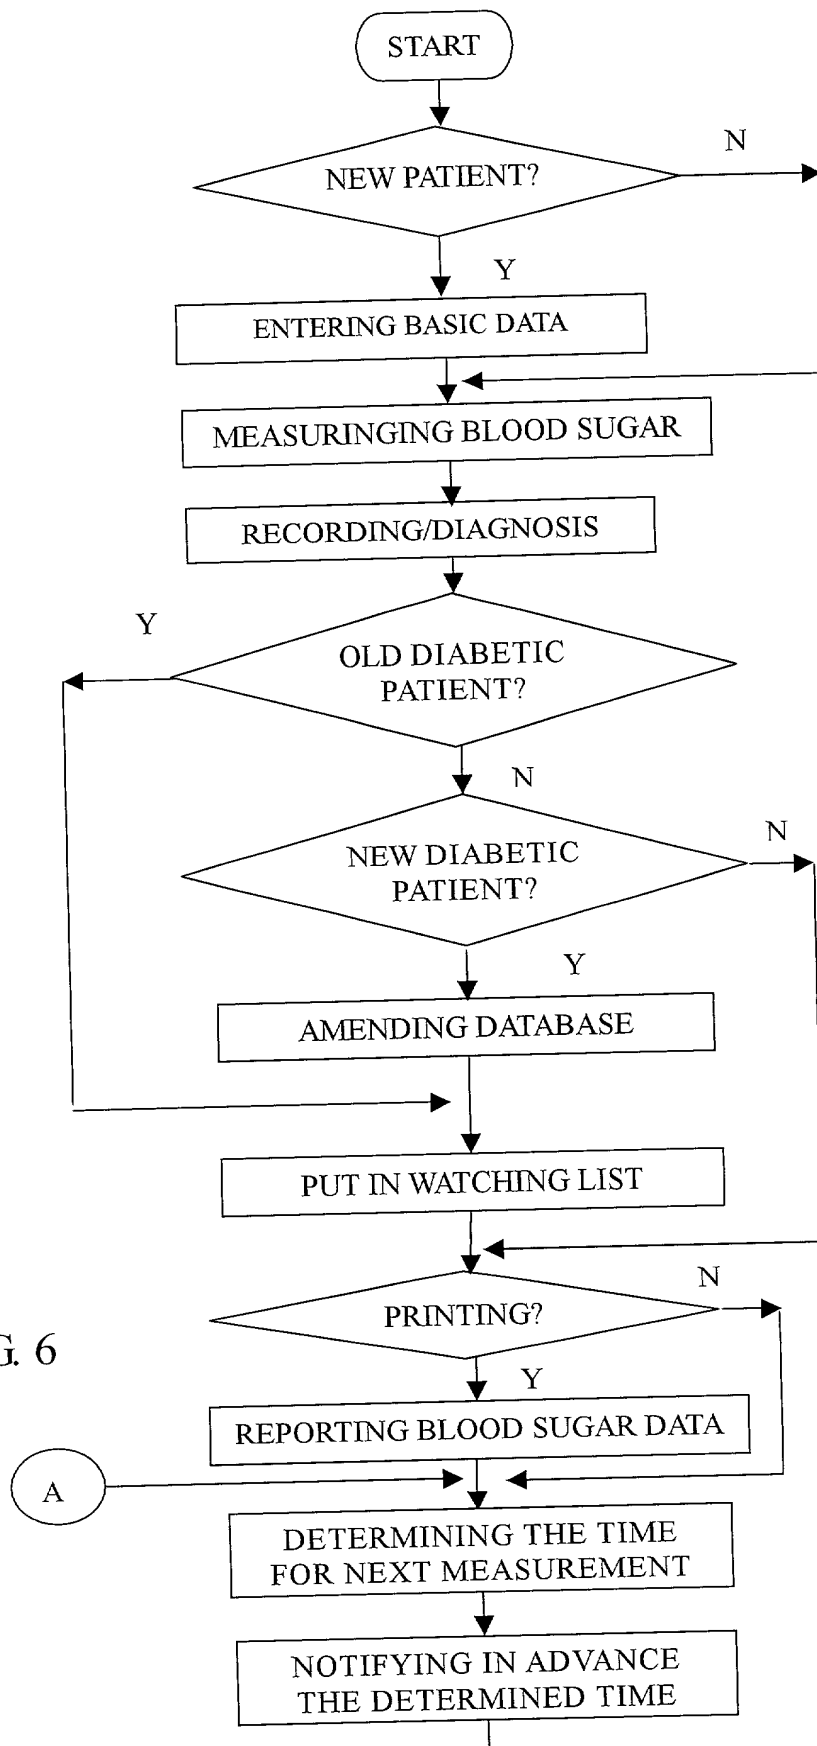 START
NEW PATIENT?
N
Y
ENTERING BASIC DATA
MEASURINGING BLOOD SUGAR
RECORDING/DIAGNOSIS
Y
OLD DIABETIC
PATIENT?
N
NEW DIABETIC
PATIENT?
N
Y
AMENDING DATABASE
PUT IN WATCHING LIST
N
PRINTING?
G. 6
Y
REPORTING BLOOD SUGAR DATA
A
DETERMINING THE TIME
FOR NEXT MEASUREMENT
NOTIFYING IN ADVANCE
THE DETERMINED TIME